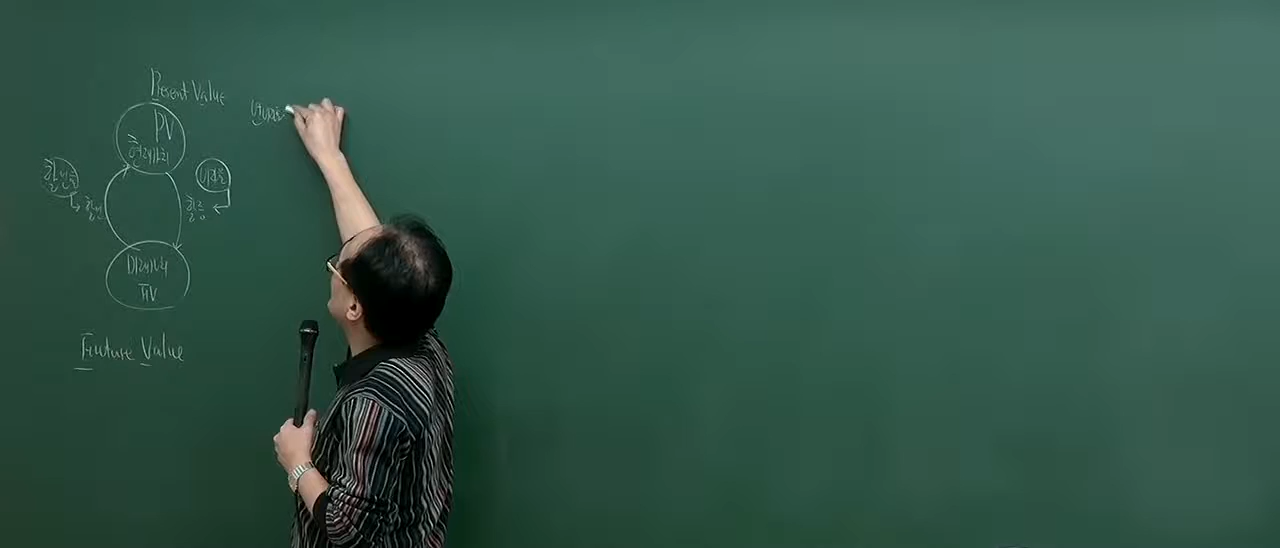 Present Value
PV
현재가치
할인율
이자율
할인
할증
미래가치
FV
Fruture Value